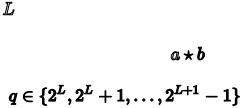 𝕃
a ⋆ b
q ∈ {2^L, 2^L + 1, . . . , 2^{L+1} − 1}